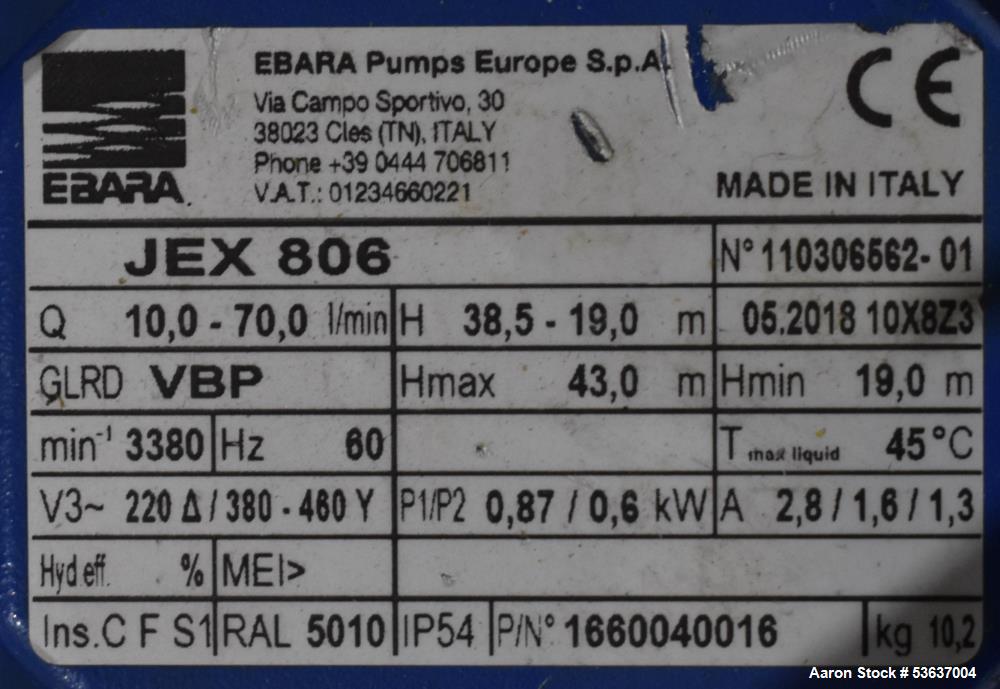 EBARA Pumps Europe S.p.A.
Via Campo Sportivo, 30
38023 Cles (TN), ITALY
Phone +39 0444 706811
V.A.T.: 01234660221
EBARA
CE
MADE IN ITALY
JEX 806 N° 110306562-01
Q 10,0 - 70,0 l/min H 38,5 - 19,0 m 05.2018 10X8Z3
GLRD VBP Hmax 43,0 m Hmin 19,0 m
min⁻¹ 3380 Hz 60 T max liquid 45°C
V3~ 220 Δ / 380 - 460 Y P1/P2 0,87 / 0,6 kW A 2,8 / 1,6 / 1,3
Hyd.eff. % MEI>
Ins.C F S1 RAL 5010 IP54 P/N° 1660040016 kg 10,2
Aaron Stock # 53637004